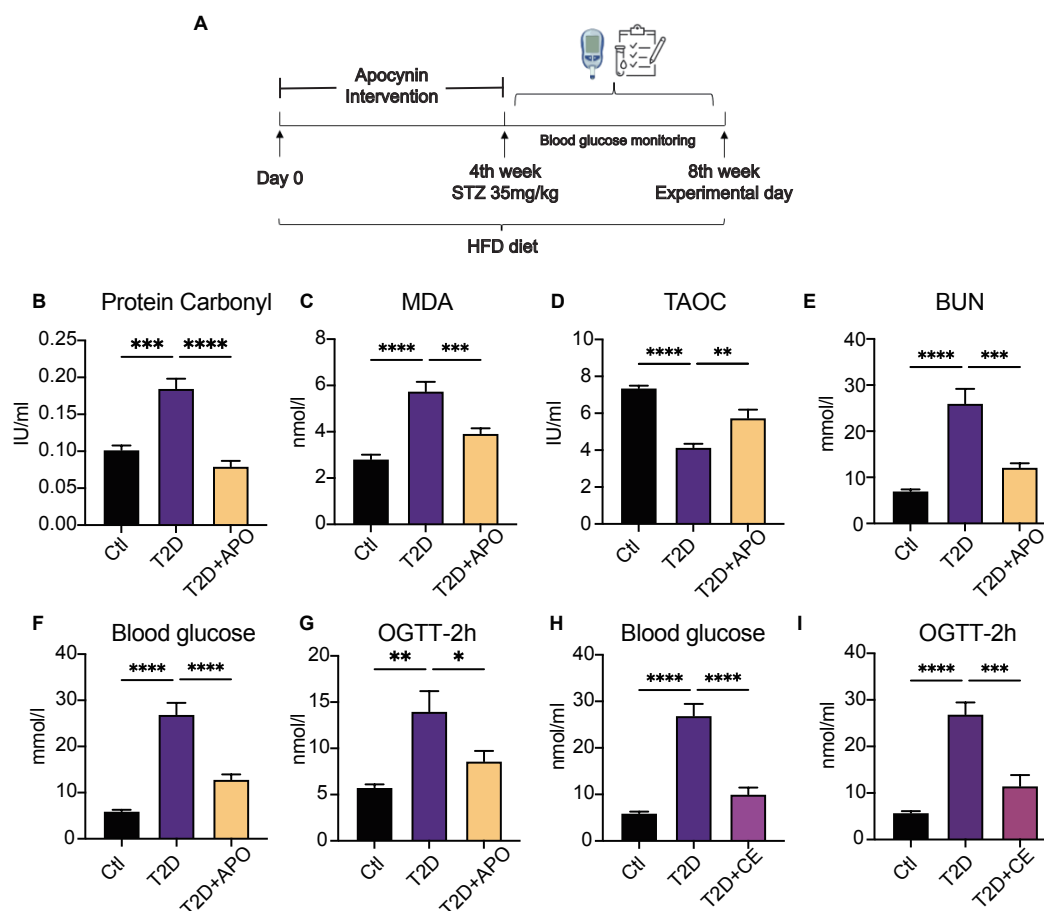 A
Apocynin
Intervention
Blood glucose monitoring
Day 0
4th week
STZ 35mg/kg
8th week
Experimental day
HFD diet
B
Protein Carbonyl
IU/ml
0.25
0.20
0.15
0.10
0.05
0.00
*** ****
Ctl
T2D
T2D+APO
C
MDA
nmol/l
8
6
4
2
0
**** ***
Ctl
T2D
T2D+APO
D
TAOC
IU/ml
8
6
4
2
0
**** **
Ctl
T2D
T2D+APO
E
BUN
mmol/l
40
30
20
10
0
**** ***
Ctl
T2D
T2D+APO
F
Blood glucose
mmol/l
40
30
20
10
0
**** ****
Ctl
T2D
T2D+APO
G
OGTT-2h
nmol/l
20
15
10
5
0
** *
Ctl
T2D
T2D+APO
H
Blood glucose
nmol/ml
40
30
20
10
0
**** ****
Ctl
T2D
T2D+CE
I
OGTT-2h
nmol/ml
40
30
20
10
0
**** ***
Ctl
T2D
T2D+CE